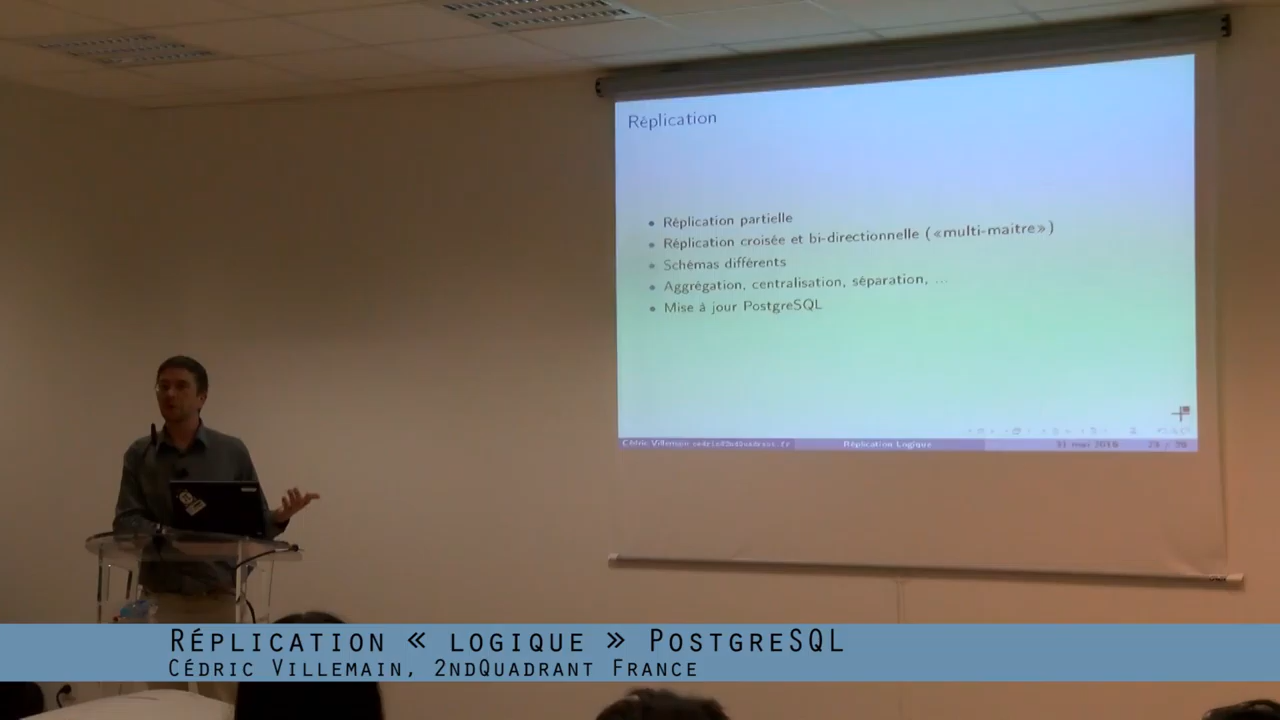 Réplication
• Réplication partielle
• Réplication croisée et bi-directionnelle («multi-maitre»)
• Schémas différents
• Aggrégation, centralisation, séparation, ...
• Mise à jour PostgreSQL
Cédric Villemain cedric@2ndQuadrant.fr Réplication Logique
Réplication « logique » PostgreSQL
Cédric Villemain, 2ndQuadrant France